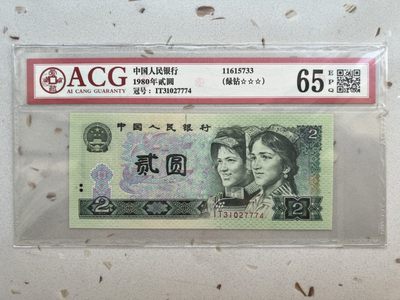 ACG
AI CANG GUARANTY
中国人民银行
1980年贰圆
冠号：IT31027774
11615733
(绿钻☆☆☆)
65
EPQ
中国人民银行
贰圆
2
IT31027774
2
2